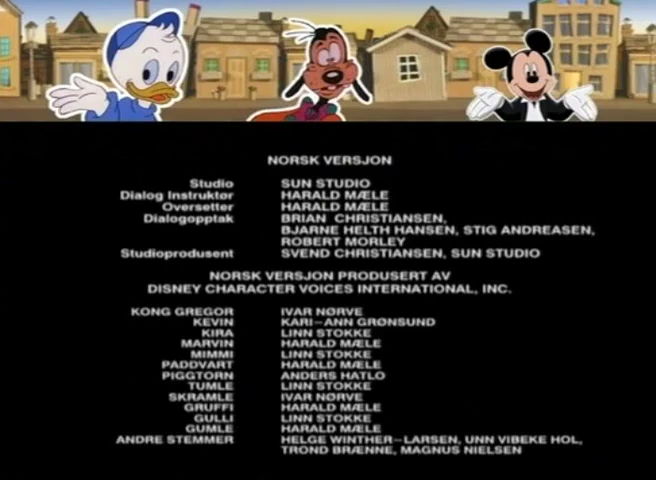 NORSK VERSJON
Studio SUN STUDIO
Dialog Instruktør HARALD MÆLE
Oversetter HARALD MÆLE
Dialogopptak BRIAN CHRISTIANSEN,
BJARNE HELTH HANSEN, STIG ANDREASEN,
ROBERT MORLEY
Studioprodusent SVEND CHRISTIANSEN, SUN STUDIO
NORSK VERSJON PRODUSERT AV
DISNEY CHARACTER VOICES INTERNATIONAL, INC.
KONG GREGOR IVAR NØRVE
KEVIN KARI-ANN GRØNSUND
KIRA LINN STOKKE
MARVIN HARALD MÆLE
MIMMI LINN STOKKE
PADDVART HARALD MÆLE
PIGGTORN ANDERS HATLO
TUMLE LINN STOKKE
SKRAMLE IVAR NØRVE
GRUFFI HARALD MÆLE
GULLI LINN STOKKE
GUMLE HARALD MÆLE
ANDRE STEMMER HELGE WINTHER-LARSEN, UNN VIBEKE HOL,
TROND BRÆNNE, MAGNUS NIELSEN